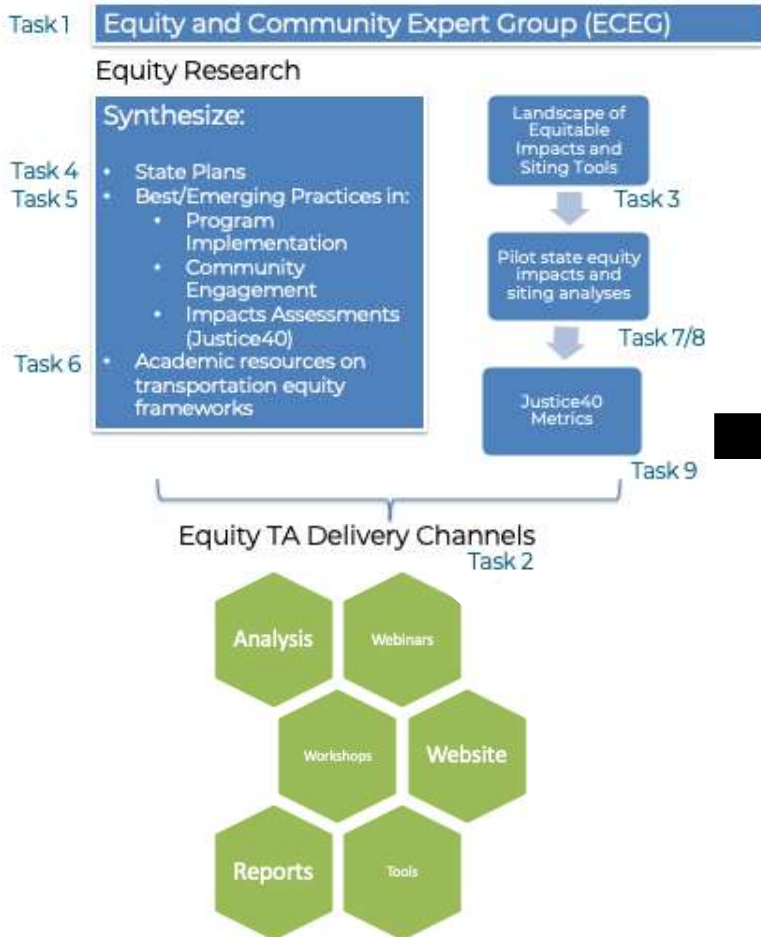 Task 1
Equity and Community Expert Group (ECEG)
Equity Research
Synthesize:
Task 4
• State Plans
Task 5
• Best/Emerging Practices in:
• Program
Implementation
• Community
Engagement
• Impacts Assessments
(Justice40)
Task 6
• Academic resources on
transportation equity
frameworks
Landscape of
Equitable
Impacts and
Siting Tools
Task 3
Pilot state equity
impacts and
siting analyses
Task 7/8
Justice40
Metrics
Task 9
Equity TA Delivery Channels
Task 2
Analysis
Webinars
Workshops
Website
Reports
Tools